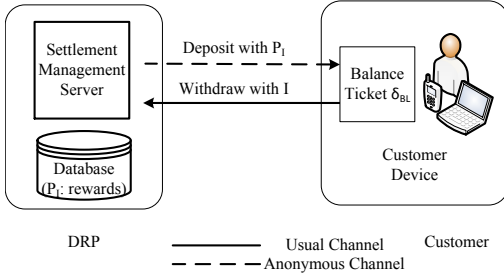 Settlement
Management
Server
Database
(P_I: rewards)
DRP
Deposit with P_I
Withdraw with I
Balance
Ticket δ_BL
Customer
Device
Customer
Usual Channel
Anonymous Channel